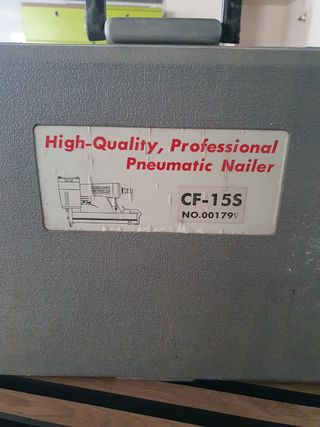 High-Quality, Professional
Pneumatic Nailer
CF-15S
NO.00179